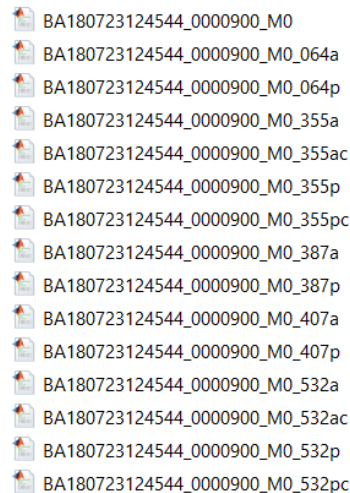 BA180723124544_0000900_M0
BA180723124544_0000900_M0_064a
BA180723124544_0000900_M0_064p
BA180723124544_0000900_M0_355a
BA180723124544_0000900_M0_355ac
BA180723124544_0000900_M0_355p
BA180723124544_0000900_M0_355pc
BA180723124544_0000900_M0_387a
BA180723124544_0000900_M0_387p
BA180723124544_0000900_M0_407a
BA180723124544_0000900_M0_407p
BA180723124544_0000900_M0_532a
BA180723124544_0000900_M0_532ac
BA180723124544_0000900_M0_532p
BA180723124544_0000900_M0_532pc